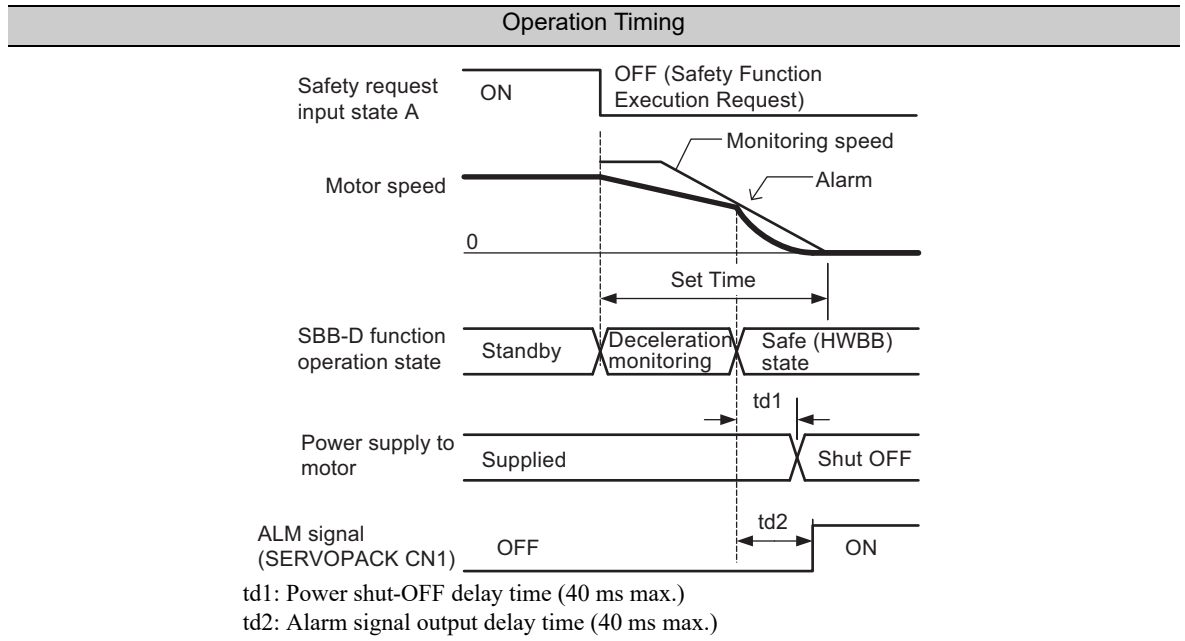 Operation Timing
Safety request
input state A
ON
OFF (Safety Function
Execution Request)
Monitoring speed
Motor speed
Alarm
0
Set Time
SBB-D function
operation state
Standby
Deceleration
monitoring
Safe (HWBB)
state
td1
Power supply to
motor
Supplied
Shut OFF
td2
ALM signal
(SERVOPACK CN1)
OFF
ON
td1: Power shut-OFF delay time (40 ms max.)
td2: Alarm signal output delay time (40 ms max.)